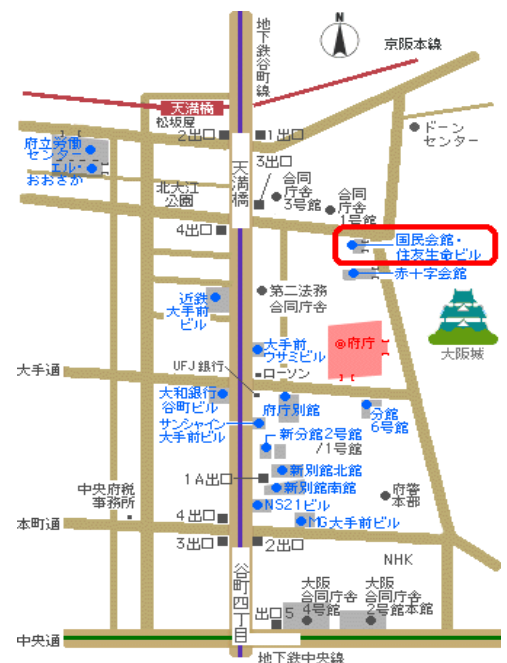 N
地下鉄谷町線
京阪本線
天満橋
松坂屋
2出口
1出口
ドーン
センター
府立労働
センター
エル・
おおさか
天満橋
3出口
合同
庁舎
3号館
合同
庁舎
1号館
北大江
公園
4出口
国民会館・
住友生命ビル
赤十字会館
近鉄
大手前
ビル
第二法務
合同庁舎
大手前
ウサミビル
◎府庁
大阪城
UFJ銀行
ローソン
大手通
大和銀行
谷町ビル
府庁別館
分館
6号館
サンシャイン
大手前ビル
新分館2号館
/1号館
1A出口
新別館北館
新別館南館
中央府税
事務所
府警
本部
NS21ビル
4出口
MG大手前ビル
本町通
3出口
2出口
NHK
谷町四丁目
大阪
合同庁舎
4号館
大阪
合同庁舎
2号館本館
出口5
中央通
地下鉄中央線